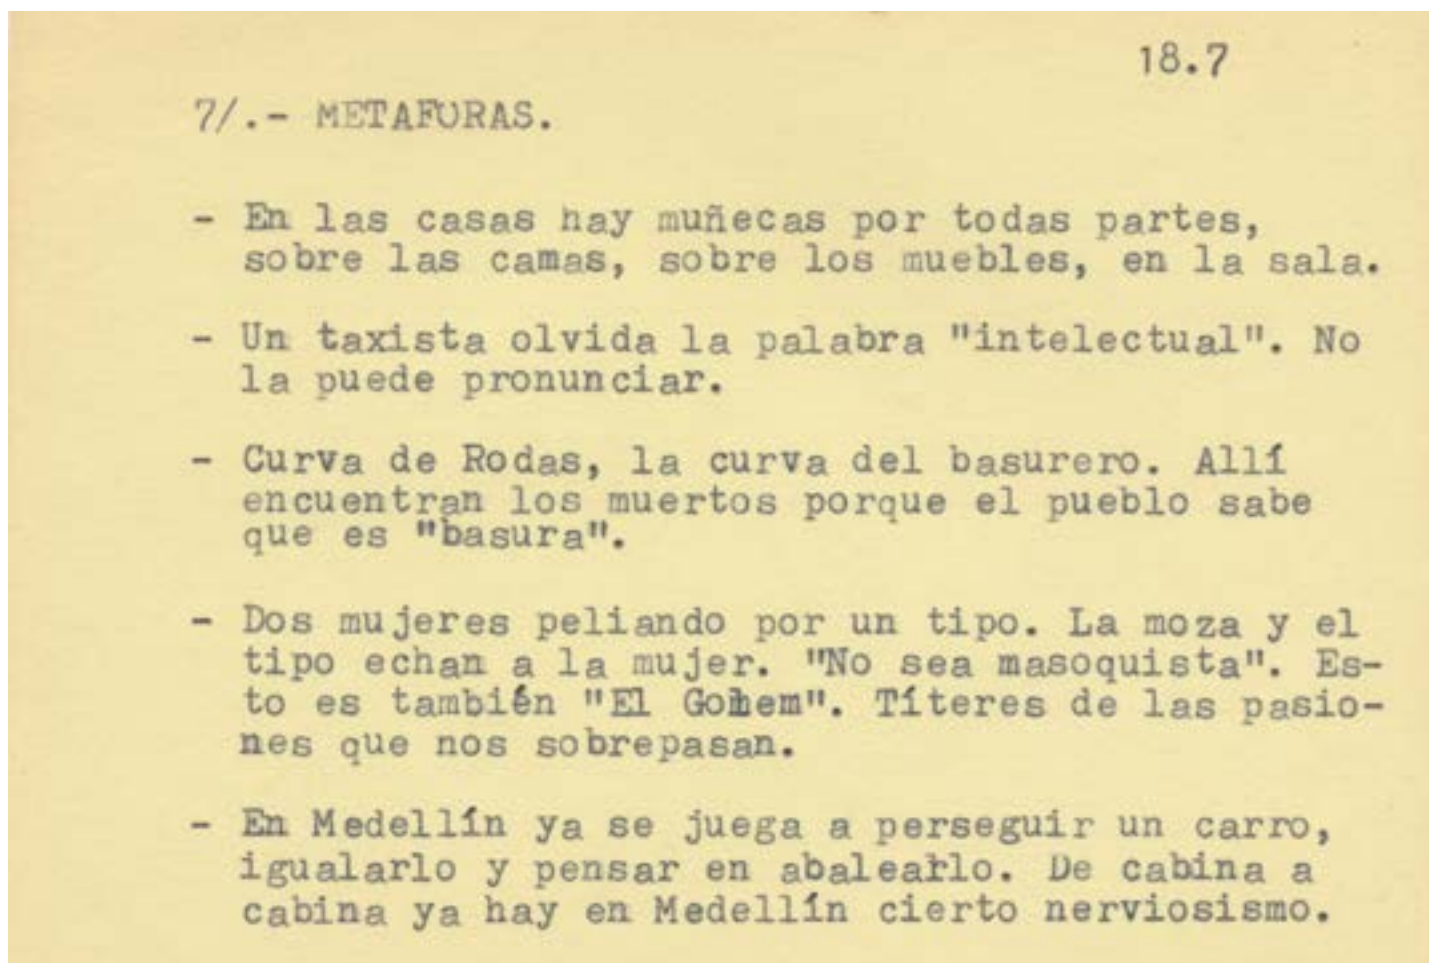 18.7
7/.- METAFORAS.
- En las casas hay muñecas por todas partes,
sobre las camas, sobre los muebles, en la sala.
- Un taxista olvida la palabra "intelectual". No
la puede pronunciar.
- Curva de Rodas, la curva del basurero. Allí
encuentran los muertos porque el pueblo sabe
que es "basura".
- Dos mujeres peliando por un tipo. La moza y el
tipo echan a la mujer. "No sea masoquista". Es-
to es también "El Gohem". Títeres de las pasio-
nes que nos sobrepasan.
- En Medellín ya se juega a perseguir un carro,
igualarlo y pensar en abalearlo. De cabina a
cabina ya hay en Medellín cierto nerviosismo.